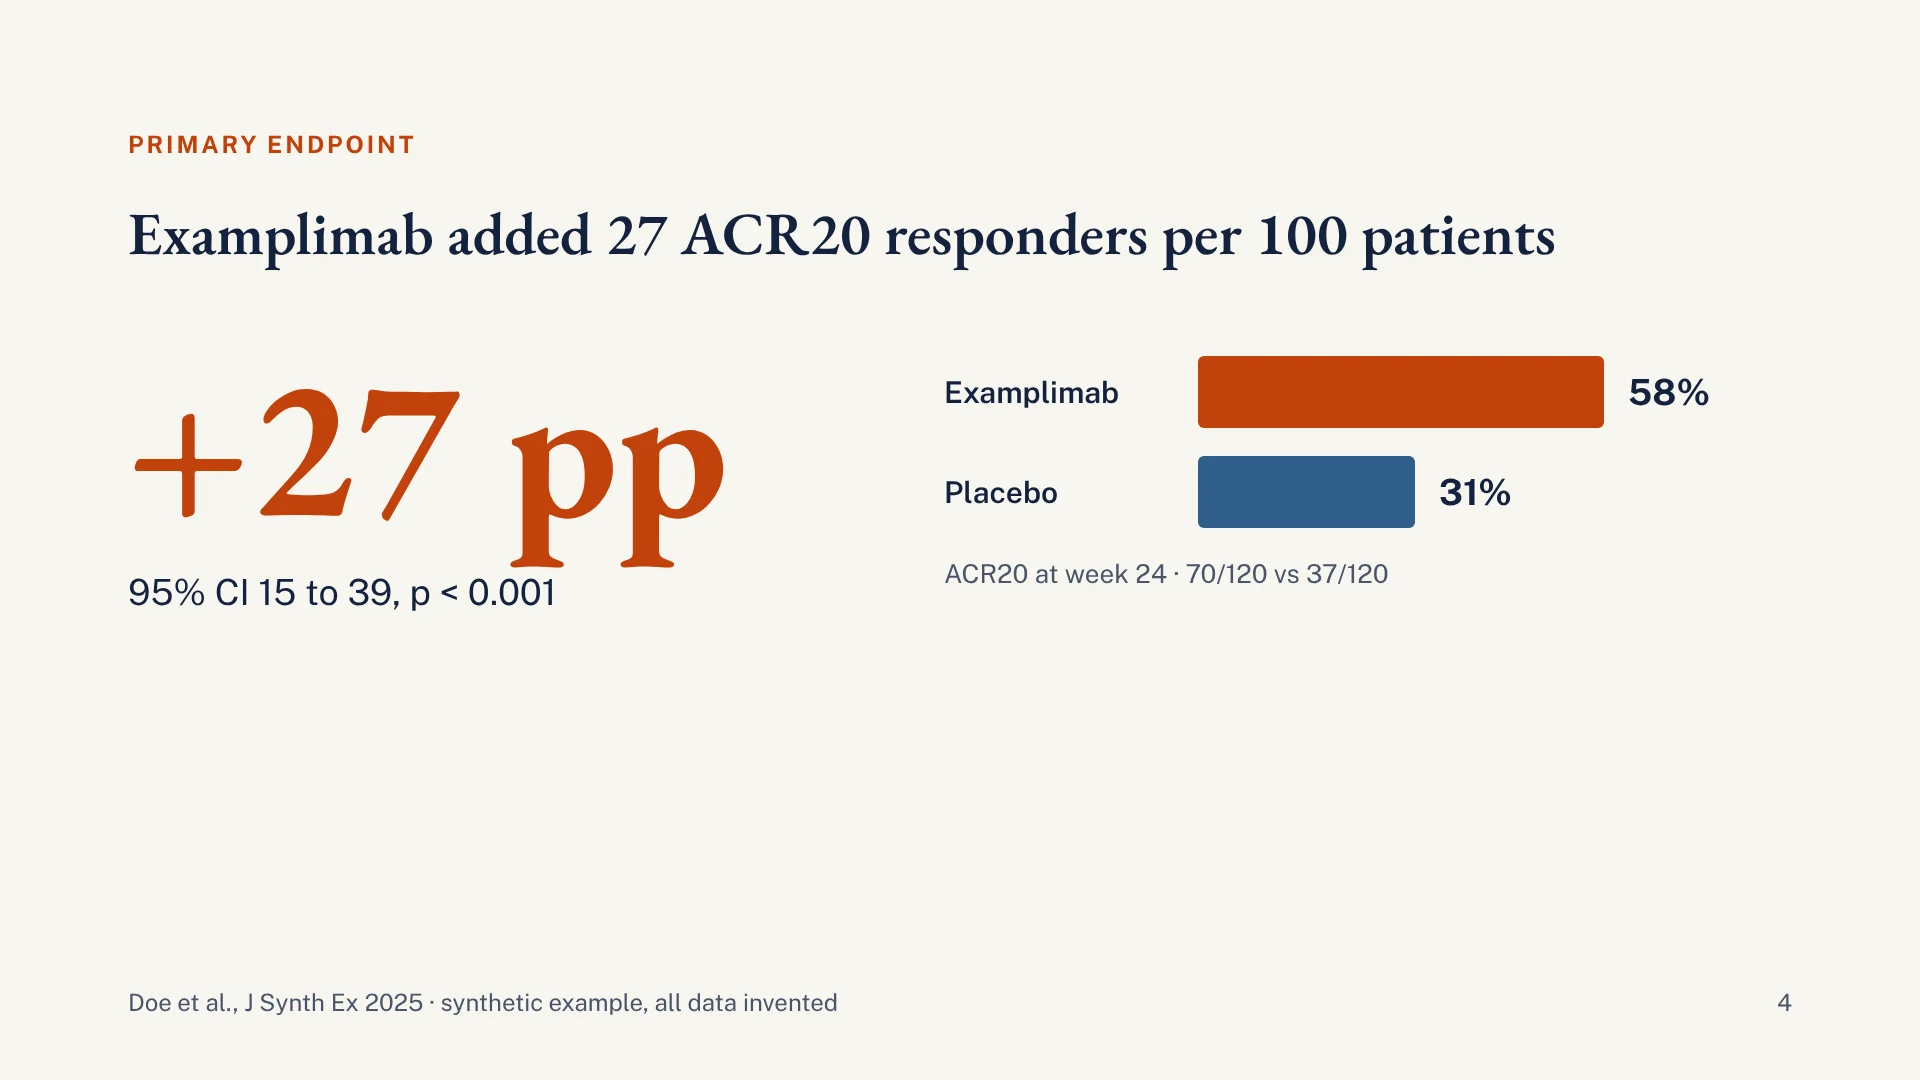 PRIMARY ENDPOINT
Examplimab added 27 ACR20 responders per 100 patients
+27 pp
95% CI 15 to 39, p < 0.001
Examplimab 58%
Placebo 31%
ACR20 at week 24 · 70/120 vs 37/120
Doe et al., J Synth Ex 2025 · synthetic example, all data invented
4